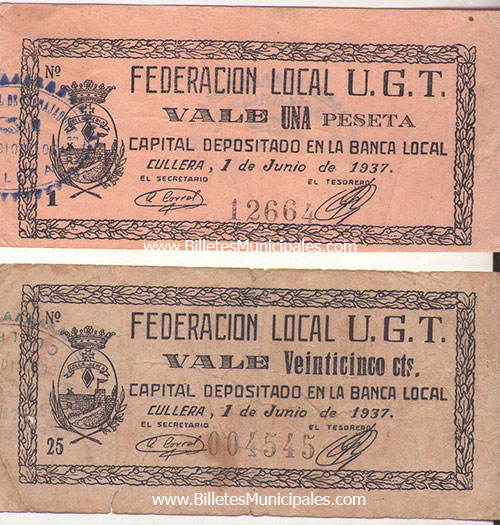 Nº
FEDERACION LOCAL U.G.T.
VALE UNA PESETA
CAPITAL DEPOSITADO EN LA BANCA LOCAL
CULLERA, 1 de Junio de 1937.
EL SECRETARIO EL TESORERO
1
12664
www.BilletesMunicipales.com
Nº
FEDERACION LOCAL U.G.T.
VALE Veinticinco cts.
CAPITAL DEPOSITADO EN LA BANCA LOCAL
CULLERA, 1 de Junio de 1937.
EL SECRETARIO EL TESORERO
25
004545
www.BilletesMunicipales.com